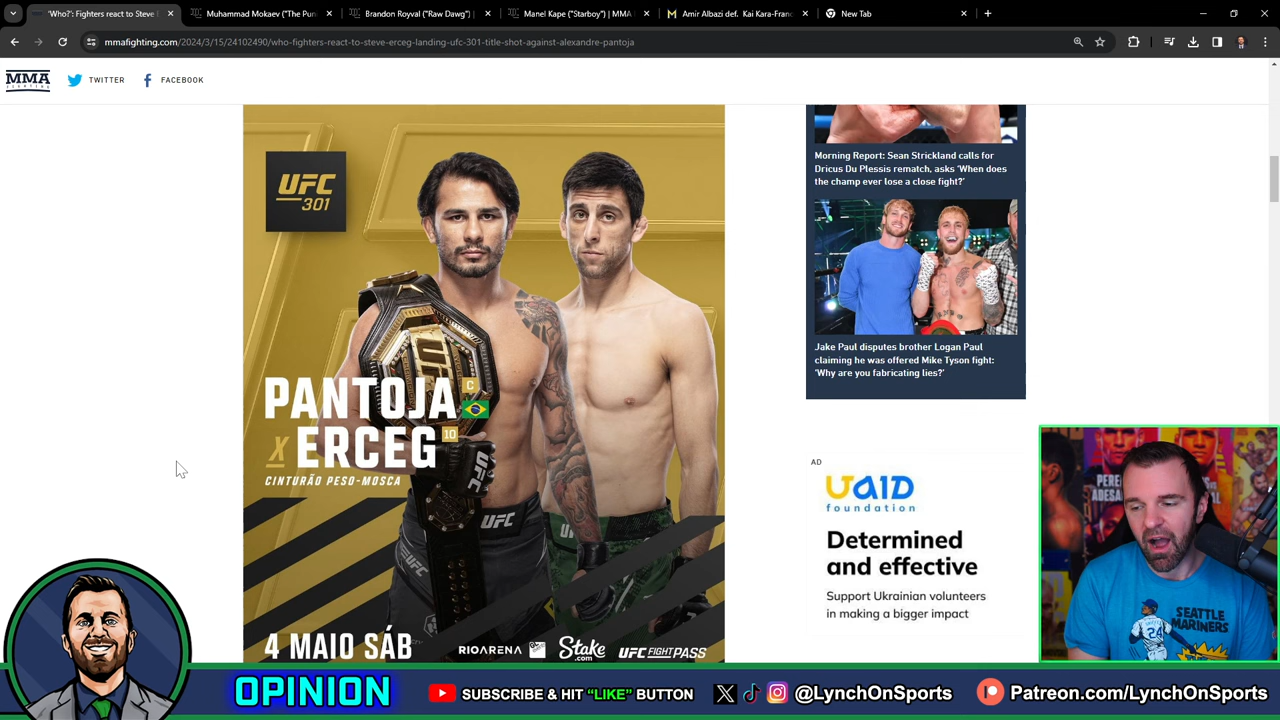 'Who?': Fighters react to Steve E
Muhammad Mokaev ("The Pun
Brandon Royval ("Raw Dawg") |
Manel Kape ("Starboy") | MMA
Amir Albazi def. Kai Kara-Franc
New Tab
mmafighting.com/2024/3/15/24102490/who-fighters-react-to-steve-erceg-landing-ufc-301-title-shot-against-alexandre-pantoja
MMA
FIGHTING
TWITTER
FACEBOOK
UFC
301
PANTOJA C
X ERCEG 10
CINTURÃO PESO-MOSCA
UFC
UFC
UFC
4 MAIO SÁB
RIOARENA
Stake
.com
UFC FIGHT PASS
Morning Report: Sean Strickland calls for
Dricus Du Plessis rematch, asks 'When does
the champ ever lose a close fight?'
Jake Paul disputes brother Logan Paul
claiming he was offered Mike Tyson fight:
'Why are you fabricating lies?'
AD
UAID
foundation
Determined
and effective
Support Ukrainian volunteers
in making a bigger impact
SEATTLE
MARINERS
24
OPINION
SUBSCRIBE & HIT "LIKE" BUTTON
@LynchOnSports
Patreon.com/LynchOnSports